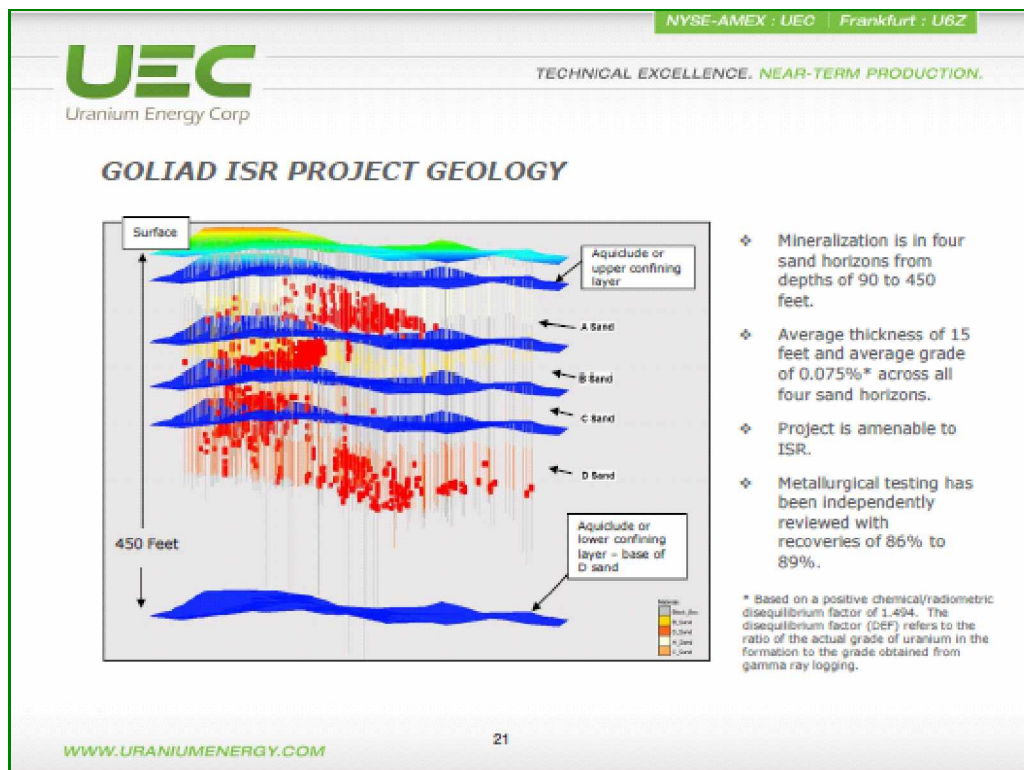 NYSE-AMEX : UEC | Frankfurt : U6Z
UEC
Uranium Energy Corp
TECHNICAL EXCELLENCE. NEAR-TERM PRODUCTION.
GOLIAD ISR PROJECT GEOLOGY
Surface
Aquiclude or
upper confining
layer
A Sand
B Sand
C Sand
D Sand
450 Feet
Aquiclude or
lower confining
layer – base of
D sand
B_Sand
D_Sand
A_Sand
C_Sand
❖ Mineralization is in four
sand horizons from
depths of 90 to 450
feet.
❖ Average thickness of 15
feet and average grade
of 0.075%* across all
four sand horizons.
❖ Project is amenable to
ISR.
❖ Metallurgical testing has
been independently
reviewed with
recoveries of 86% to
89%.
* Based on a positive chemical/radiometric
disequilibrium factor of 1.494. The
disequilibrium factor (DEF) refers to the
ratio of the actual grade of uranium in the
formation to the grade obtained from
gamma ray logging.
WWW.URANIUMENERGY.COM
21